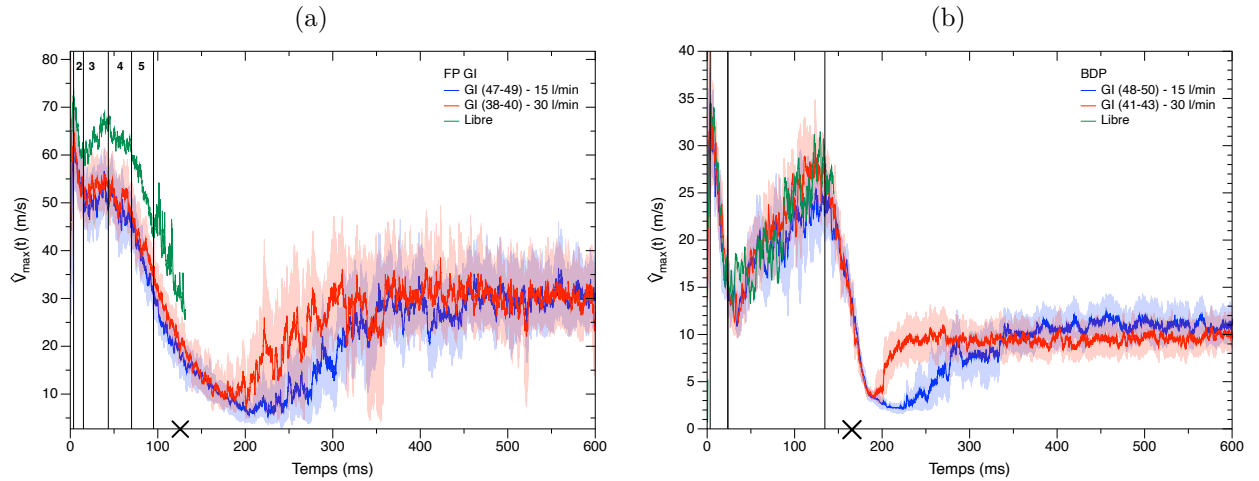 (a)
80
70
60
50
40
30
20
10
V̂max(t) (m/s)
2 3 4 5
FP GI
GI (47-49) - 15 l/min
GI (38-40) - 30 l/min
Libre
0 100 200 300 400 500 600
Temps (ms)
(b)
40
35
30
25
20
15
10
5
0
V̂max(t) (m/s)
BDP
GI (48-50) - 15 l/min
GI (41-43) - 30 l/min
Libre
0 100 200 300 400 500 600
Temps (ms)